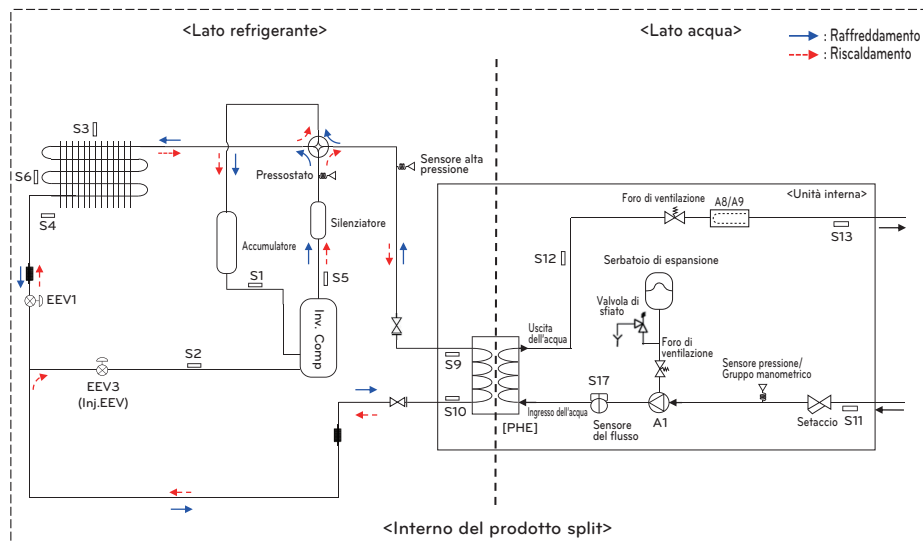 <Lato refrigerante>
<Lato acqua>
: Raffreddamento
: Riscaldamento
S3
S6
S4
Pressostato
Sensore alta
pressione
Silenziatore
Accumulatore
S1
S5
EEV1
Inv. Comp
S2
EEV3
(Inj.EEV)
<Unità interna>
Foro di ventilazione
A8/A9
S13
S12
Serbatoio di espansione
Valvola di
sfiato
Uscita
dell'acqua
Foro di
ventilazione
Sensore pressione/
Gruppo manometrico
S9
S10
S17
Ingresso dell'acqua
[PHE]
Sensore
del flusso
A1
Setaccio
S11
<Interno del prodotto split>